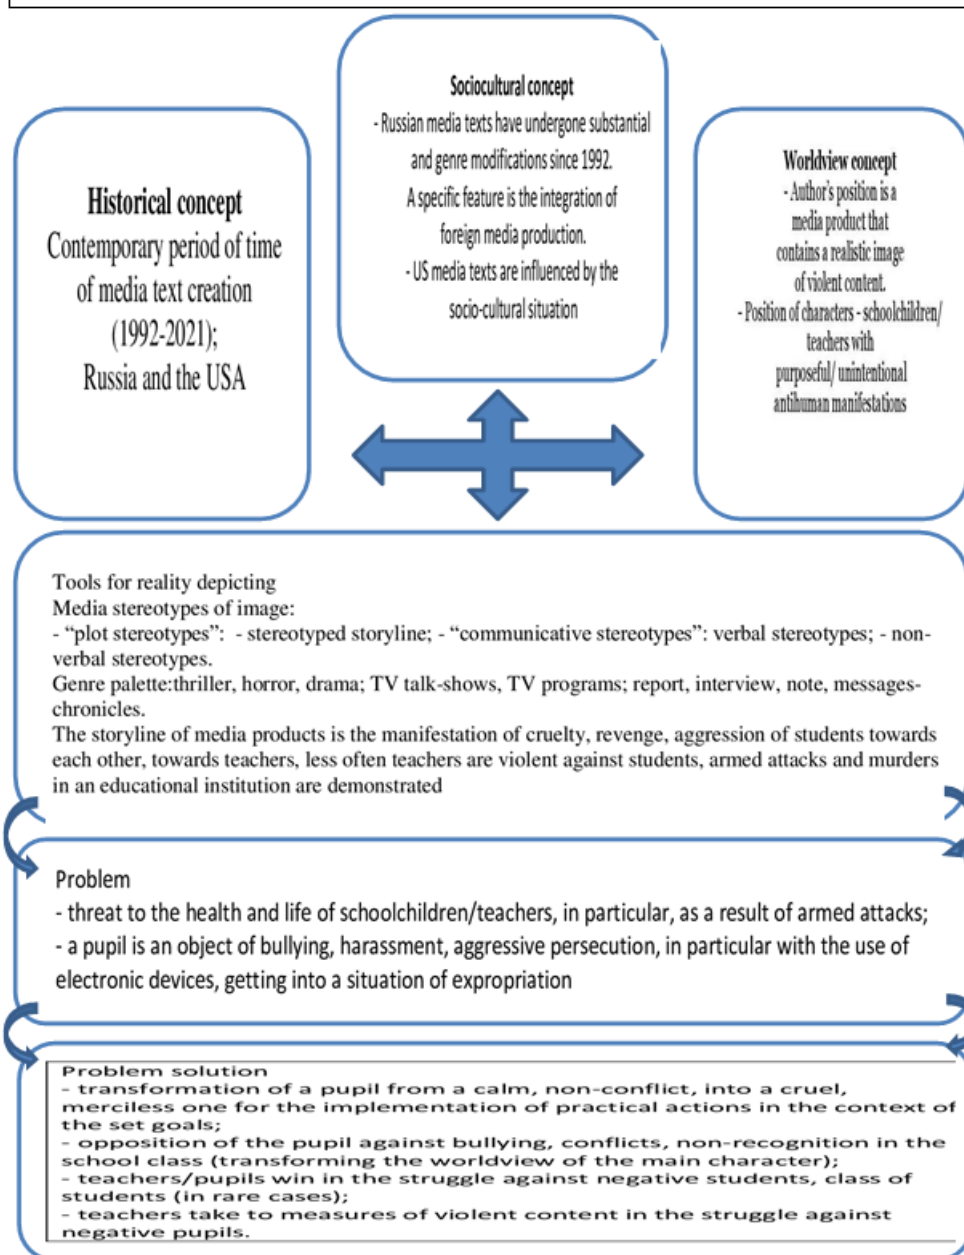 Historical concept
Contemporary period of time
of media text creation
(1992-2021);
Russia and the USA
Sociocultural concept
- Russian media texts have undergone substantial
and genre modifications since 1992.
A specific feature is the integration of
foreign media production.
- US media texts are influenced by the
socio-cultural situation
Worldview concept
- Author's position is a
media product that
contains a realistic image
of violent content.
- Position of characters - schoolchildren/
teachers with
purposeful/ unintentional
antihuman manifestations
Tools for reality depicting
Media stereotypes of image:
- “plot stereotypes”:  - stereotyped storyline; - “communicative stereotypes”: verbal stereotypes; - non-
verbal stereotypes.
Genre palette:thriller, horror, drama; TV talk-shows, TV programs; report, interview, note, messages-
chronicles.
The storyline of media products is the manifestation of cruelty, revenge, aggression of students towards
each other, towards teachers, less often teachers are violent against students, armed attacks and murders
in an educational institution are demonstrated
Problem
- threat to the health and life of schoolchildren/teachers, in particular, as a result of armed attacks;
- a pupil is an object of bullying, harassment, aggressive persecution, in particular with the use of
electronic devices, getting into a situation of expropriation
Problem solution
- transformation of a pupil from a calm, non-conflict, into a cruel,
merciless one for the implementation of practical actions in the context of
the set goals;
- opposition of the pupil against bullying, conflicts, non-recognition in the
school class (transforming the worldview of the main character);
- teachers/pupils win in the struggle against negative students, class of
students (in rare cases);
- teachers take to measures of violent content in the struggle against
negative pupils.